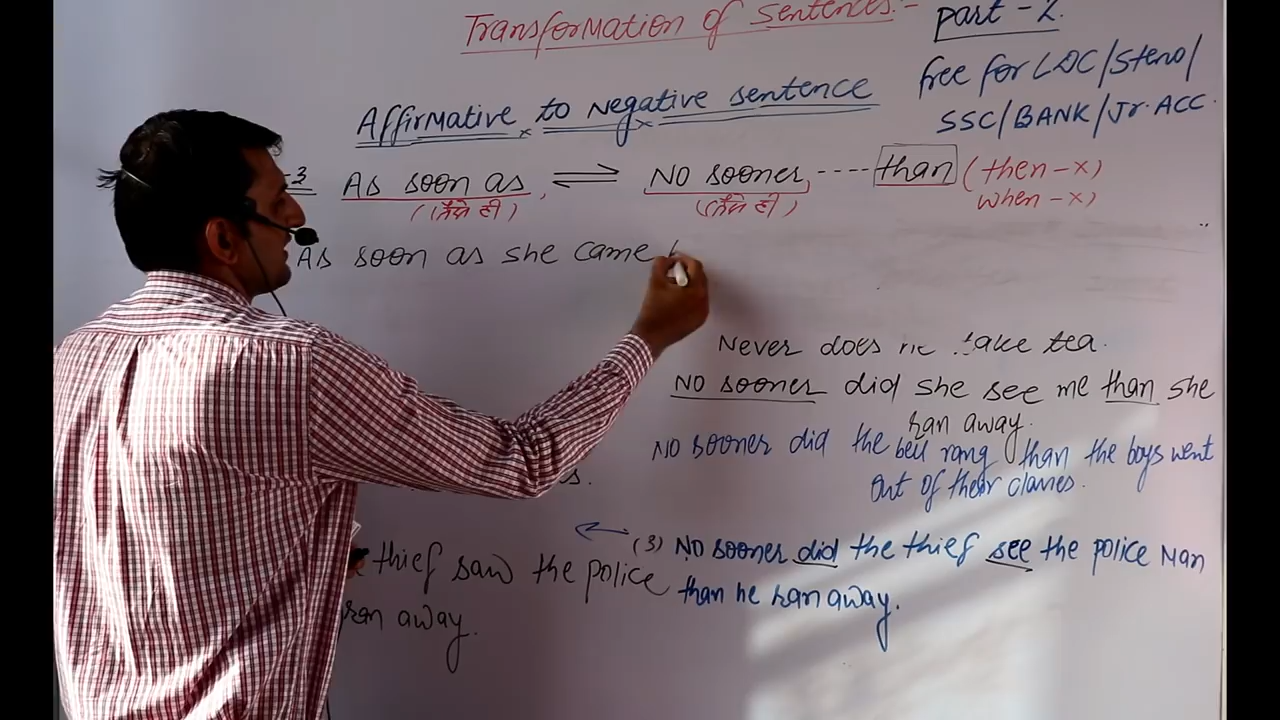 Transformation of Sentences:-
part-2.
free for LDC/Steno/
SSC/BANK/Jr.ACC.
Affirmative to Negative sentence
-3 As soon as, ⇌ NO sooner, ---- than (then-x)
(जैसे ही) (जैसे ही) when-x)
As soon as she came
Never does he take tea.
NO sooner did she see me than she
ran away.
NO sooner did the bell rang than the boys went
out of their classes.
s.
(3) NO sooner did the thief see the police Man
than he ran away.
thief saw the police
ran away.